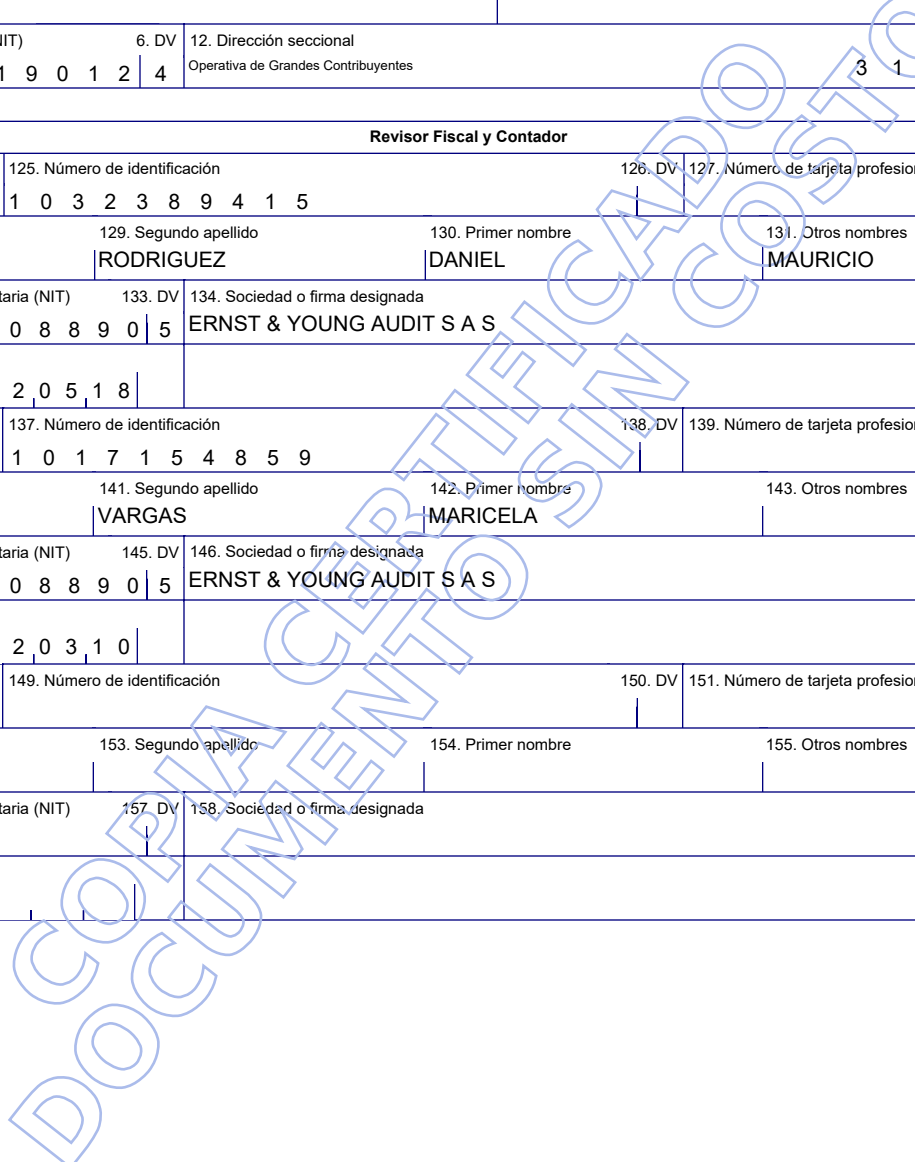 IIT) 6. DV 12. Dirección seccional
1 9 0 1 2 4 Operativa de Grandes Contribuyentes 3 1
Revisor Fiscal y Contador
125. Número de identificación 126. DV 127. Número de tarjeta profesion
1 0 3 2 3 8 9 4 1 5
129. Segundo apellido 130. Primer nombre 131. Otros nombres
RODRIGUEZ DANIEL MAURICIO
taria (NIT) 133. DV 134. Sociedad o firma designada
0 8 8 9 0 5 ERNST & YOUNG AUDIT S A S
2 0 5 1 8
137. Número de identificación 138. DV 139. Número de tarjeta profesion
1 0 1 7 1 5 4 8 5 9
141. Segundo apellido 142. Primer nombre 143. Otros nombres
VARGAS MARICELA
taria (NIT) 145. DV 146. Sociedad o firma designada
0 8 8 9 0 5 ERNST & YOUNG AUDIT S A S
2 0 3 1 0
149. Número de identificación 150. DV 151. Número de tarjeta profesion
153. Segundo apellido 154. Primer nombre 155. Otros nombres
taria (NIT) 157. DV 158. Sociedad o firma designada
COPIA CERTIFICADO
DOCUMENTO SIN COSTO